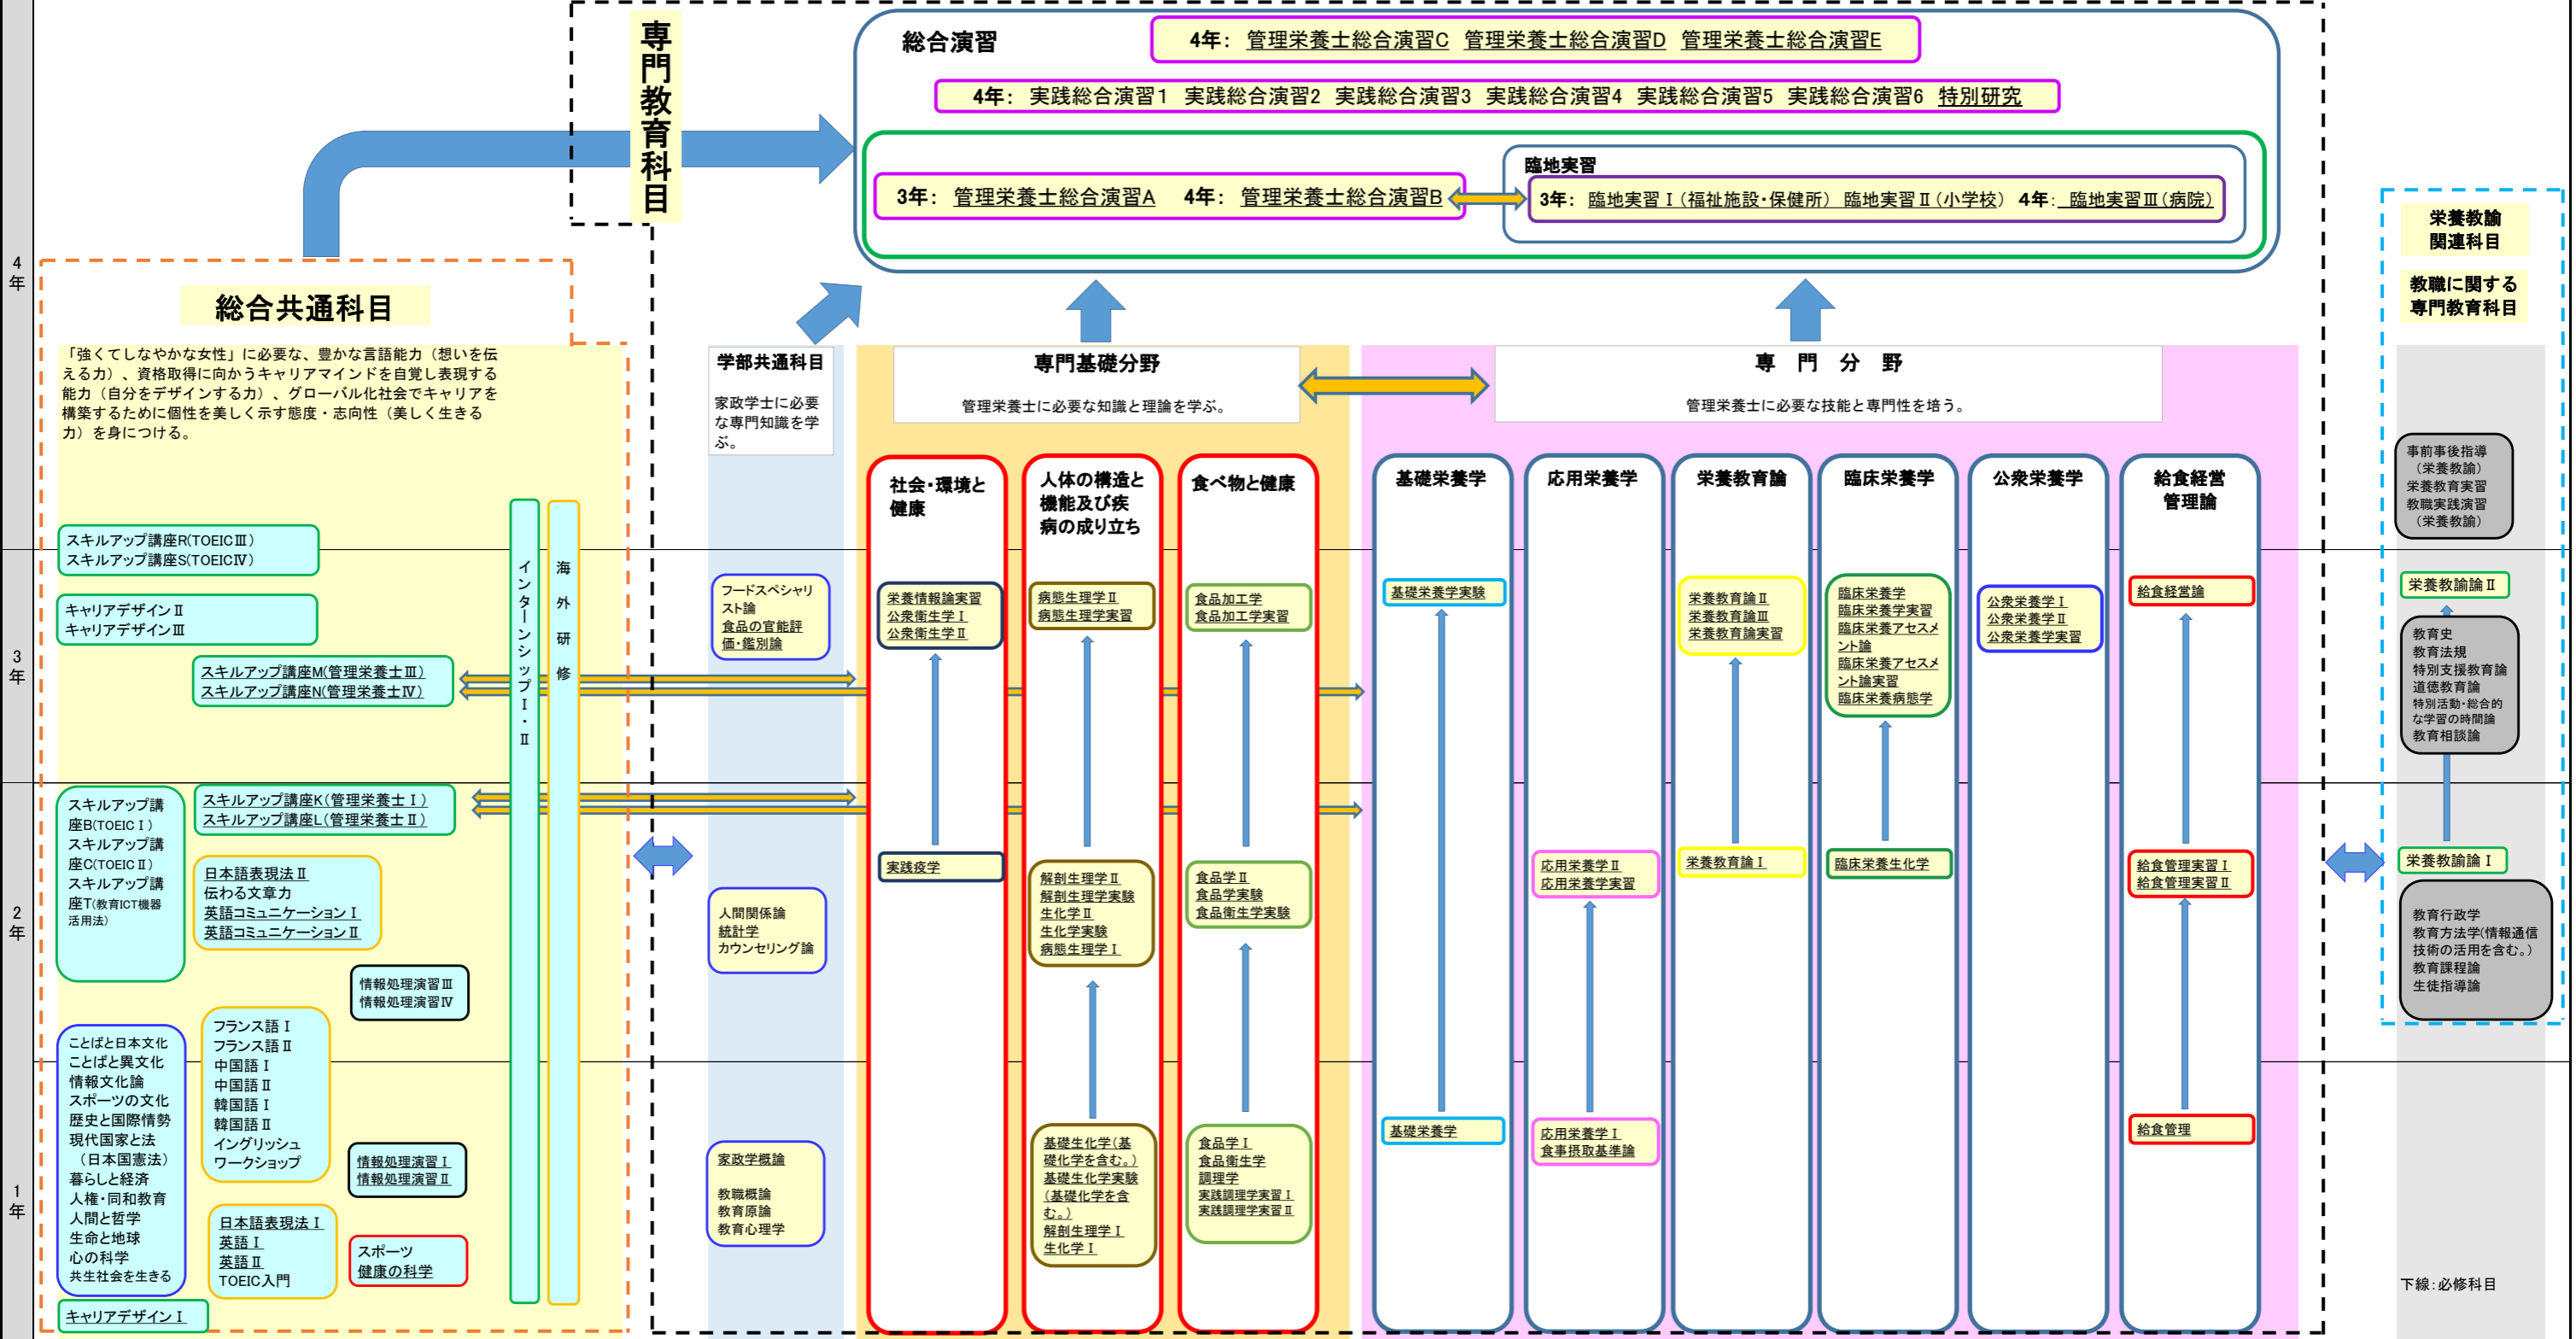 専門教育科目
総合演習
4年： 管理栄養士総合演習C 管理栄養士総合演習D 管理栄養士総合演習E
4年： 実践総合演習1 実践総合演習2 実践総合演習3 実践総合演習4 実践総合演習5 実践総合演習6 特別研究
3年： 管理栄養士総合演習A 4年： 管理栄養士総合演習B
臨地実習
3年： 臨地実習Ⅰ（福祉施設・保健所） 臨地実習Ⅱ（小学校） 4年： 臨地実習Ⅲ（病院）
4年
3年
2年
1年
総合共通科目
「強くてしなやかな女性」に必要な、豊かな言語能力（想いを伝
える力）、資格取得に向かうキャリアマインドを自覚し表現する
能力（自分をデザインする力）、グローバル化社会でキャリアを
構築するために個性を美しく示す態度・志向性（美しく生きる
力）を身につける。
スキルアップ講座R(TOEICⅢ)
スキルアップ講座S(TOEICⅣ)
キャリアデザインⅡ
キャリアデザインⅢ
スキルアップ講座M(管理栄養士Ⅲ)
スキルアップ講座N(管理栄養士Ⅳ)
スキルアップ講
座B(TOEICⅠ)
スキルアップ講
座C(TOEICⅡ)
スキルアップ講
座T(教育ICT機器
活用法)
スキルアップ講座K(管理栄養士Ⅰ)
スキルアップ講座L(管理栄養士Ⅱ)
日本語表現法Ⅱ
伝わる文章力
英語コミュニケーションⅠ
英語コミュニケーションⅡ
情報処理演習Ⅲ
情報処理演習Ⅳ
ことばと日本文化
ことばと異文化
情報文化論
スポーツの文化
歴史と国際情勢
現代国家と法
（日本国憲法）
暮らしと経済
人権・同和教育
人間と哲学
生命と地球
心の科学
共生社会を生きる
フランス語Ⅰ
フランス語Ⅱ
中国語Ⅰ
中国語Ⅱ
韓国語Ⅰ
韓国語Ⅱ
イングリッシュ
ワークショップ
情報処理演習Ⅰ
情報処理演習Ⅱ
日本語表現法Ⅰ
英語Ⅰ
英語Ⅱ
TOEIC入門
スポーツ
健康の科学
キャリアデザインⅠ
インターンシップⅠ・Ⅱ
海外研修
学部共通科目
家政学士に必要
な専門知識を学
ぶ。
フードスペシャリ
スト論
食品の官能評
価・鑑別論
人間関係論
統計学
カウンセリング論
家政学概論
教職概論
教育原論
教育心理学
専門基礎分野
管理栄養士に必要な知識と理論を学ぶ。
社会・環境と
健康
栄養情報論実習
公衆衛生学Ⅰ
公衆衛生学Ⅱ
実践疫学
人体の構造と
機能及び疾
病の成り立ち
病態生理学Ⅱ
病態生理学実習
解剖生理学Ⅱ
解剖生理学実験
生化学Ⅱ
生化学実験
病態生理学Ⅰ
基礎生化学(基
礎化学を含む。)
基礎生化学実験
(基礎化学を含
む。)
解剖生理学Ⅰ
生化学Ⅰ
食べ物と健康
食品加工学
食品加工学実習
食品学Ⅱ
食品学実験
食品衛生学実験
食品学Ⅰ
食品衛生学
調理学
実践調理学実習Ⅰ
実践調理学実習Ⅱ
専 門 分 野
管理栄養士に必要な技能と専門性を培う。
基礎栄養学
基礎栄養学実験
基礎栄養学
応用栄養学
応用栄養学Ⅱ
応用栄養学実習
応用栄養学Ⅰ
食事摂取基準論
栄養教育論
栄養教育論Ⅱ
栄養教育論Ⅲ
栄養教育論実習
栄養教育論Ⅰ
臨床栄養学
臨床栄養学
臨床栄養学実習
臨床栄養アセスメ
ント論
臨床栄養アセスメ
ント論実習
臨床栄養病態学
臨床栄養生化学
公衆栄養学
公衆栄養学Ⅰ
公衆栄養学Ⅱ
公衆栄養学実習
給食経営
管理論
給食経営論
給食管理実習Ⅰ
給食管理実習Ⅱ
給食管理
栄養教諭
関連科目
教職に関する
専門教育科目
事前事後指導
（栄養教諭）
栄養教育実習
教職実践演習
（栄養教諭）
栄養教諭論Ⅱ
教育史
教育法規
特別支援教育論
道徳教育論
特別活動・総合的
な学習の時間論
教育相談論
栄養教諭論Ⅰ
教育行政学
教育方法学(情報通信
技術の活用を含む。)
教育課程論
生徒指導論
下線：必修科目